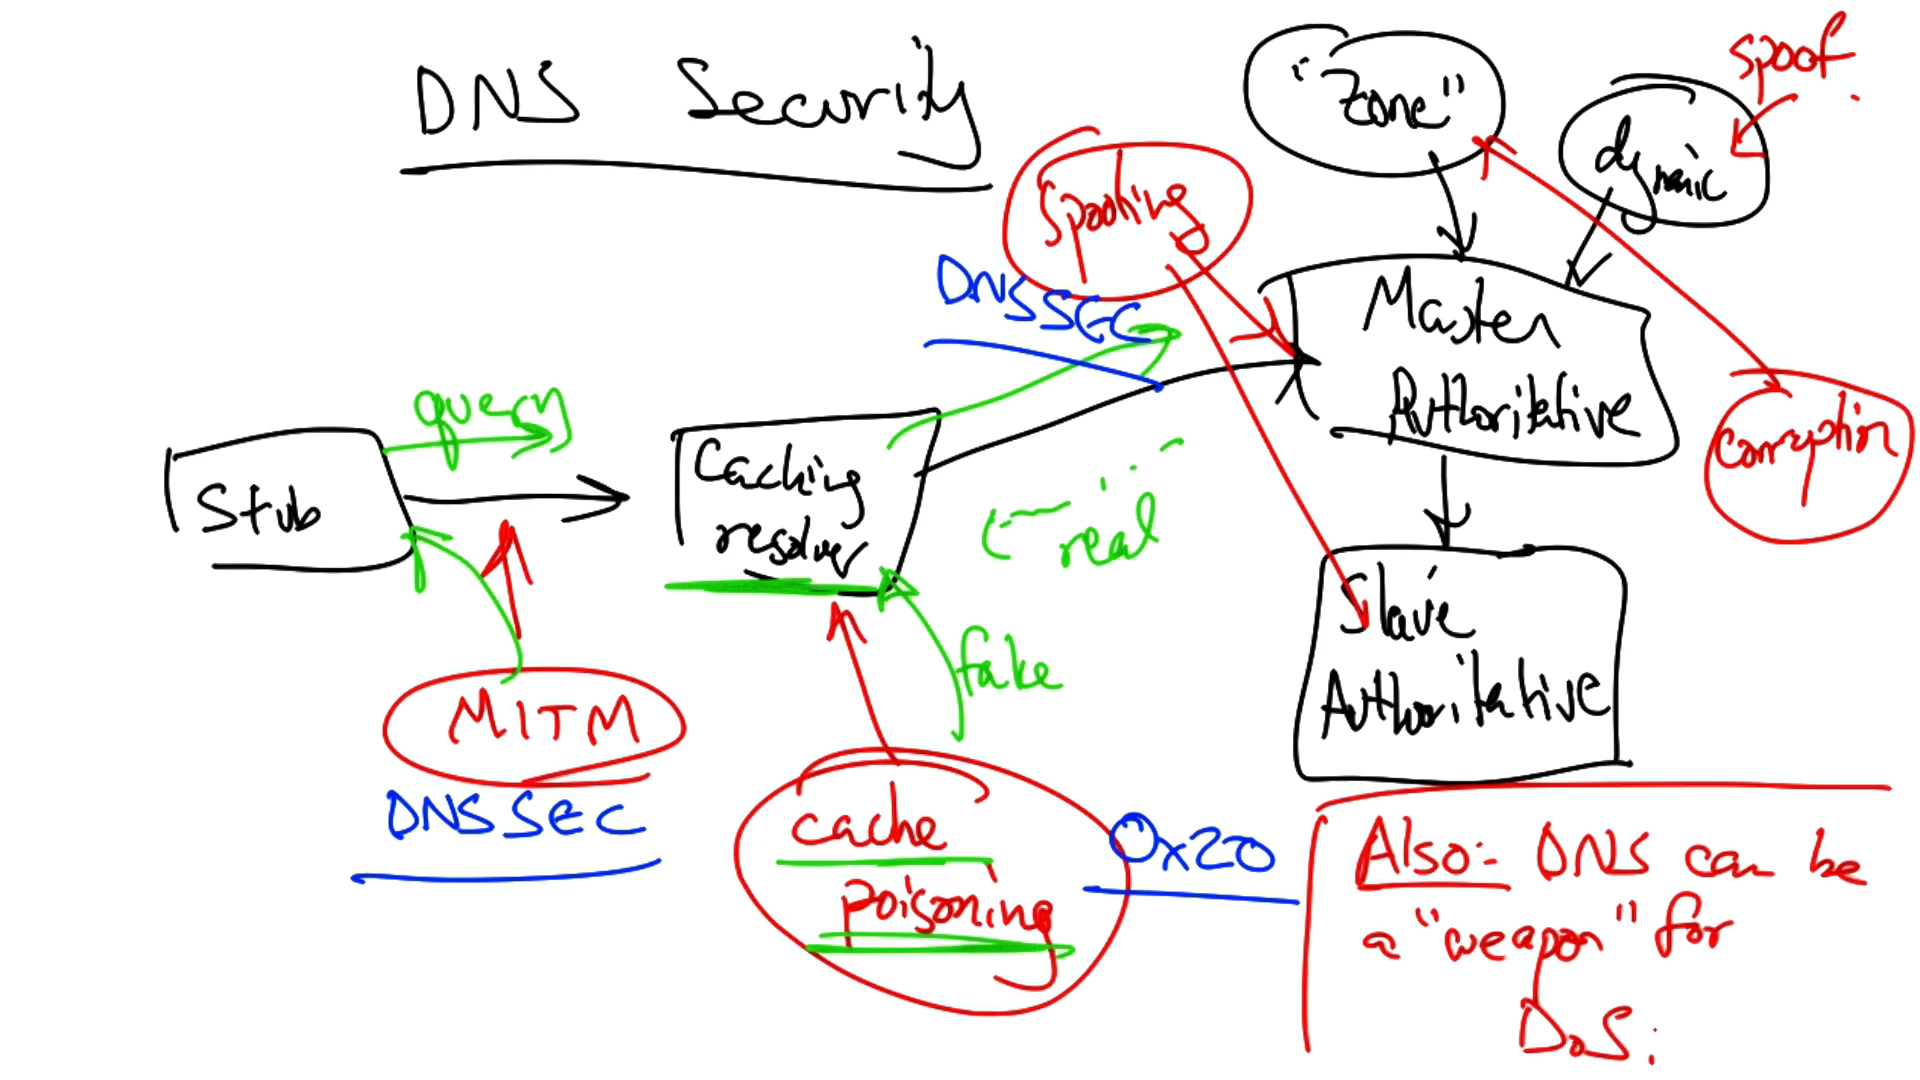 DNS Security
"Zone"
spoof
dynamic
spoofing
DNSSEC
Master
Authoritative
corruption
query
Stub
Caching
resolver
real
fake
Slave
Authoritative
MITM
DNSSEC
cache
poisoning
0x20
Also:- DNS can be
a "weapon" for
DoS.